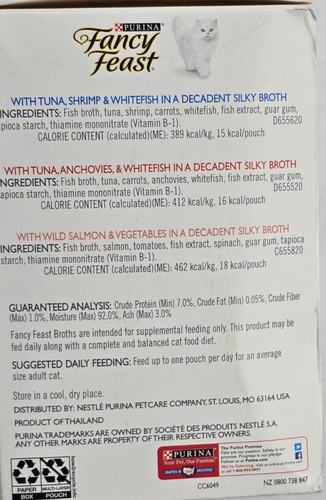 PURINA
Fancy Feast
WITH TUNA, SHRIMP & WHITEFISH IN A DECADENT SILKY BROTH
INGREDIENTS: Fish broth, tuna, shrimp, carrots, whitefish, fish extract, guar gum,
apioca starch, thiamine mononitrate (Vitamin B-1). D655620
CALORIE CONTENT (calculated)(ME): 389 kcal/kg, 15 kcal/pouch
WITH TUNA, ANCHOVIES, & WHITEFISH IN A DECADENT SILKY BROTH
NGREDIENTS: Fish broth, tuna, carrots, anchovies, whitefish, fish extract, guar gum,
apioca starch, thiamine mononitrate (Vitamin B-1). D655520
CALORIE CONTENT (calculated)(ME): 412 kcal/kg, 16 kcal/pouch
WITH WILD SALMON & VEGETABLES IN A DECADENT SILKY BROTH
INGREDIENTS: Fish broth, salmon, tomatoes, fish extract, spinach, guar gum, tapioca
starch, thiamine mononitrate (Vitamin B-1). C655820
CALORIE CONTENT (calculated)(ME): 462 kcal/kg, 18 kcal/pouch
GUARANTEED ANALYSIS: Crude Protein (Min) 7.0%, Crude Fat (Min) 0.05%, Crude Fiber
(Max) 1.0%, Moisture (Max) 92.0%, Ash (Max) 3.0%
Fancy Feast Broths are intended for supplemental feeding only. This product may be
fed daily along with a complete and balanced cat food diet.
SUGGESTED DAILY FEEDING: Feed up to one pouch per day for an average
size adult cat.
Store in a cool, dry place.
DISTRIBUTED BY: NESTLÉ PURINA PETCARE COMPANY, ST. LOUIS, MO 63164 USA
PRODUCT OF THAILAND
PURINA TRADEMARKS ARE OWNED BY SOCIÉTÉ DES PRODUITS NESTLÉ S.A.
ANY OTHER MARKS ARE PROPERTY OF THEIR RESPECTIVE OWNERS.
PAPER BOX
MULTI-LAYER POUCH
PURINA
Your Pet, Our Passion.
The Purina Promise
CC6049
NZ 0800 738 847